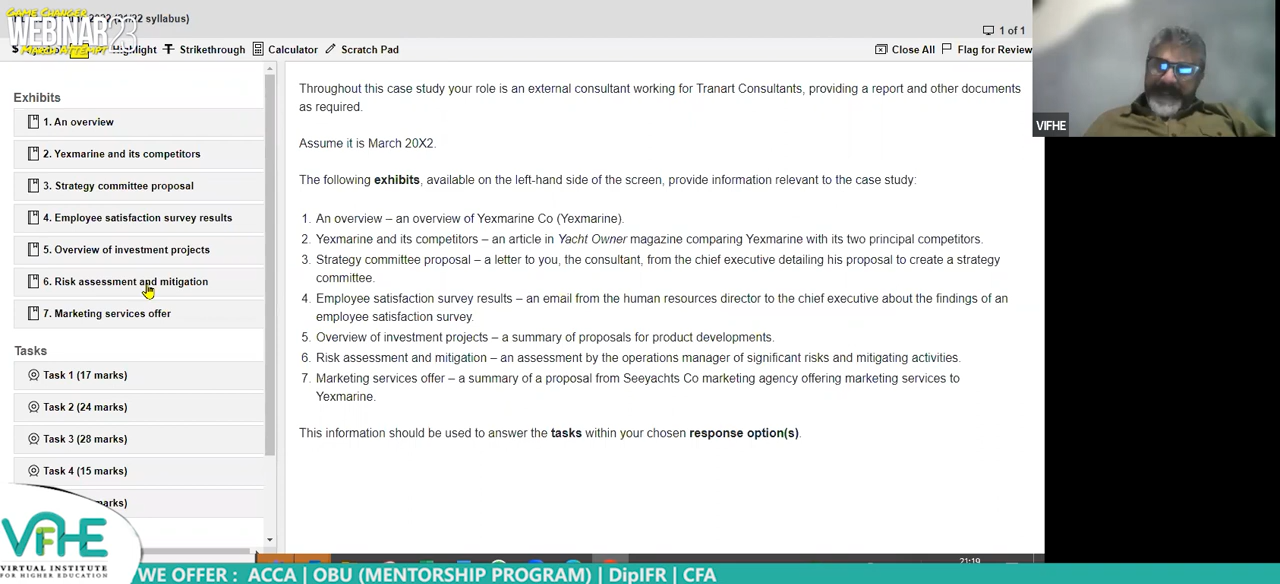 GAME CHANGER
WEBINAR'23
MARCH ATTEMPT
2022 (21/22 syllabus)
1 of 1
Highlight
Strikethrough
Calculator
Scratch Pad
Close All
Flag for Review
VIFHE
Exhibits
1. An overview
2. Yexmarine and its competitors
3. Strategy committee proposal
4. Employee satisfaction survey results
5. Overview of investment projects
6. Risk assessment and mitigation
7. Marketing services offer
Tasks
Task 1 (17 marks)
Task 2 (24 marks)
Task 3 (28 marks)
Task 4 (15 marks)
marks)
Throughout this case study your role is an external consultant working for Tranart Consultants, providing a report and other documents
as required.
Assume it is March 20X2.
The following exhibits, available on the left-hand side of the screen, provide information relevant to the case study:
1. An overview – an overview of Yexmarine Co (Yexmarine).
2. Yexmarine and its competitors – an article in Yacht Owner magazine comparing Yexmarine with its two principal competitors.
3. Strategy committee proposal – a letter to you, the consultant, from the chief executive detailing his proposal to create a strategy
committee.
4. Employee satisfaction survey results – an email from the human resources director to the chief executive about the findings of an
employee satisfaction survey.
5. Overview of investment projects – a summary of proposals for product developments.
6. Risk assessment and mitigation – an assessment by the operations manager of significant risks and mitigating activities.
7. Marketing services offer – a summary of a proposal from Seeyachts Co marketing agency offering marketing services to
Yexmarine.
This information should be used to answer the tasks within your chosen response option(s).
21:19
VIFHE
VIRTUAL INSTITUTE
FOR HIGHER EDUCATION
WE OFFER : ACCA | OBU (MENTORSHIP PROGRAM) | DipIFR | CFA